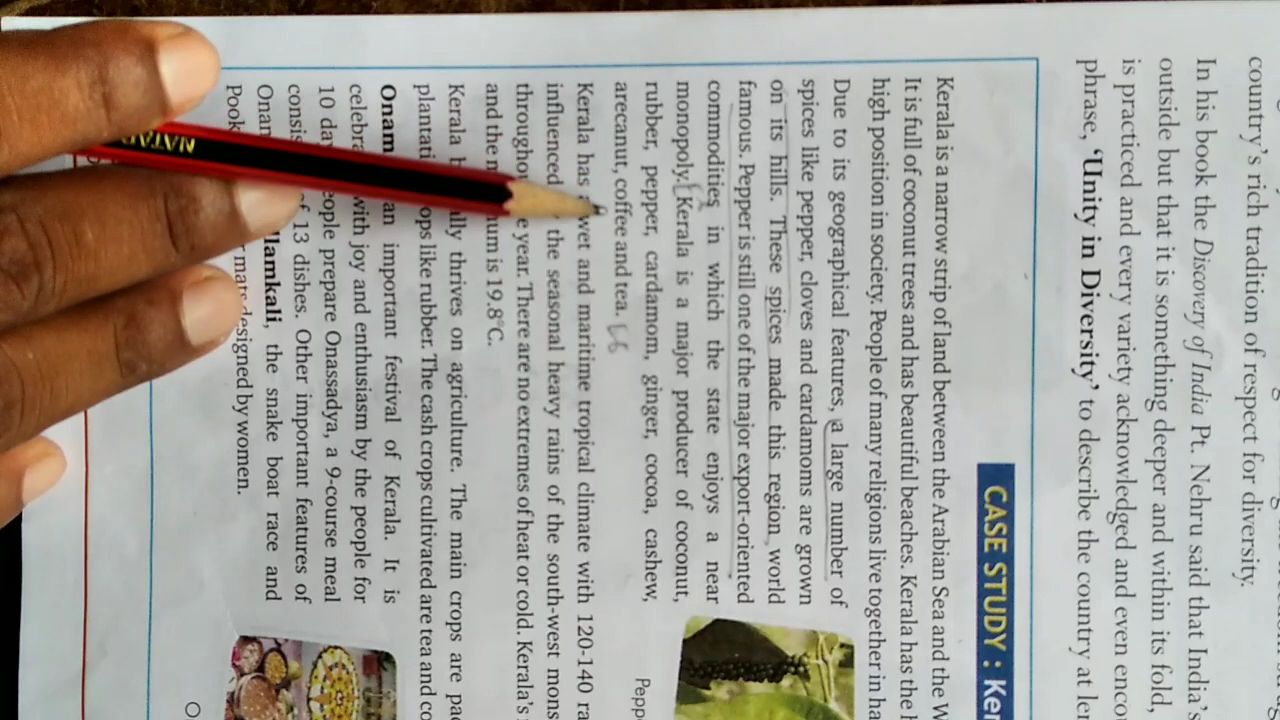 country's rich tradition of respect for diversity.
In his book the Discovery of India Pt. Nehru said that India's
outside but that it is something deeper and within its fold,
is practiced and every variety acknowledged and even enco
phrase, 'Unity in Diversity' to describe the country at len
CASE STUDY : Ker
Kerala is a narrow strip of land between the Arabian Sea and the W
It is full of coconut trees and has beautiful beaches. Kerala has the h
high position in society. People of many religions live together in ha
Due to its geographical features, a large number of
spices like pepper, cloves and cardamoms are grown
on its hills. These spices made this region world
famous. Pepper is still one of the major export-oriented
commodities in which the state enjoys a near
monopoly. Kerala is a major producer of coconut,
rubber, pepper, cardamom, ginger, cocoa, cashew,
arecanut, coffee and tea.
Pepp
Kerala has wet and maritime tropical climate with 120-140 ra
influenced the seasonal heavy rains of the south-west mons
througho e year. There are no extremes of heat or cold. Kerala's
and the m um is 19.8°C.
Kerala b ally thrives on agriculture. The main crops are pad
plantati ops like rubber. The cash crops cultivated are tea and co
Onam an important festival of Kerala. It is
celebra with joy and enthusiasm by the people for
10 day eople prepare Onassadya, a 9-course meal
consis of 13 dishes. Other important features of
Onam llamkali, the snake boat race and
Pook r mats designed by women.
O
NATAR